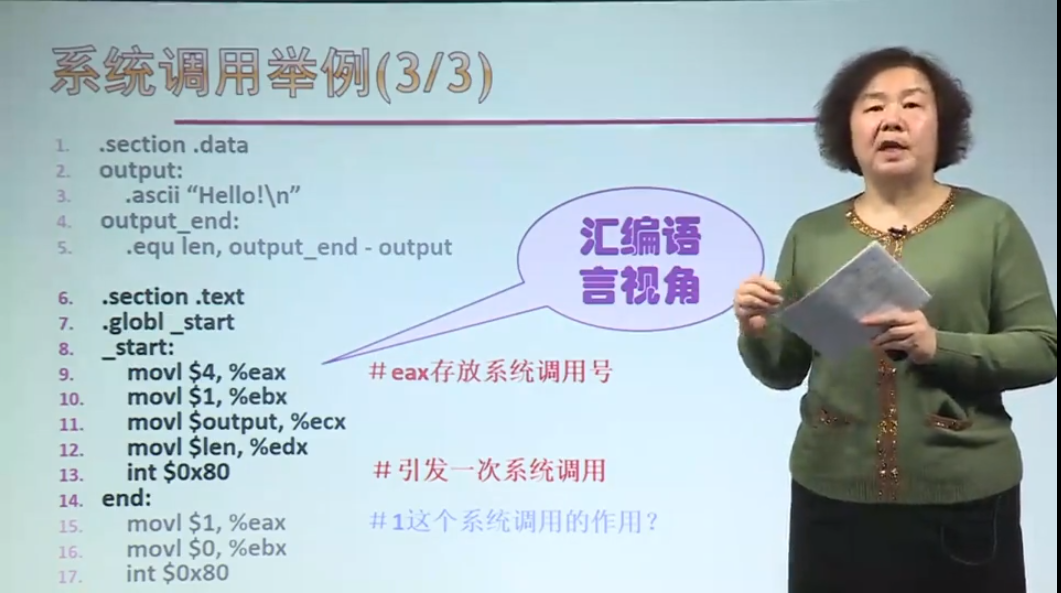 系统调用举例(3/3)
1. .section .data
2. output:
3. .ascii “Hello!\n”
4. output_end:
5. .equ len, output_end - output
汇编语
言视角
6. .section .text
7. .globl _start
8. _start:
9. movl $4, %eax #eax存放系统调用号
10. movl $1, %ebx
11. movl $output, %ecx
12. movl $len, %edx
13. int $0x80 #引发一次系统调用
14. end:
15. movl $1, %eax #1这个系统调用的作用?
16. movl $0, %ebx
17. int $0x80